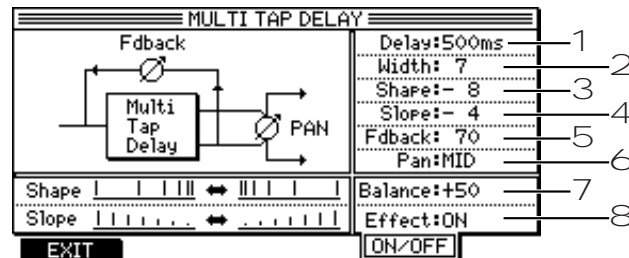 MULTI TAP DELAY
Fdback
Multi
Tap
Delay
PAN
Delay:500ms
Width: 7
Shape:- 8
Slope:- 4
Fdback: 70
Pan:MID
Shape
Slope
Balance:+50
Effect:ON
EXIT
ON/OFF
1
2
3
4
5
6
7
8